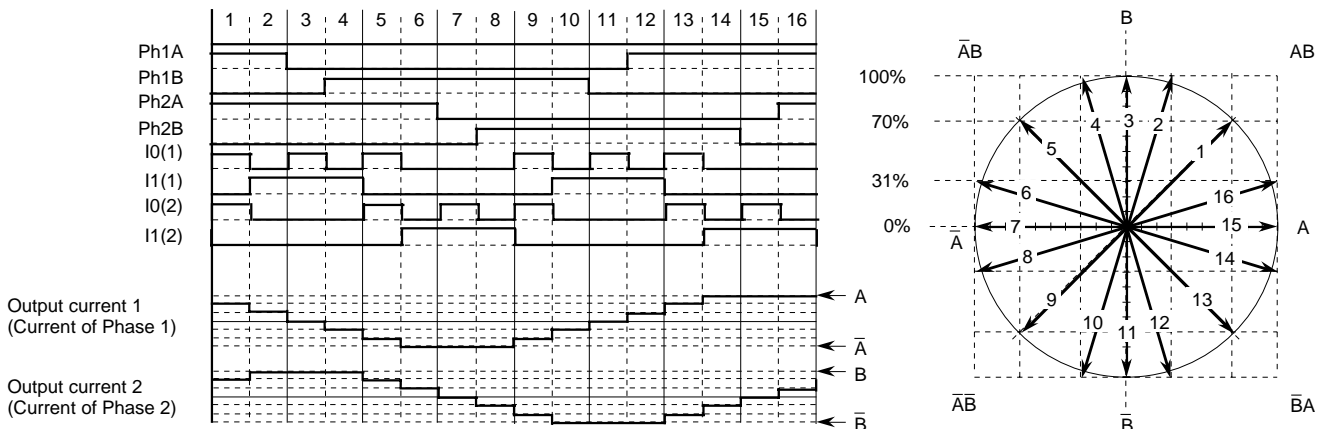 1 2 3 4 5 6 7 8 9 10 11 12 13 14 15 16
Ph1A
Ph1B
Ph2A
Ph2B
I0(1)
I1(1)
I0(2)
I1(2)
Output current 1
(Current of Phase 1)
A
A̅
Output current 2
(Current of Phase 2)
B
B̅
B
A̅B
AB
100%
70%
31%
0%
4 3 2
5 1
6 16
7 15
A̅
A
8 14
9 13
10 11 12
A̅B̅
B̅
B̅A